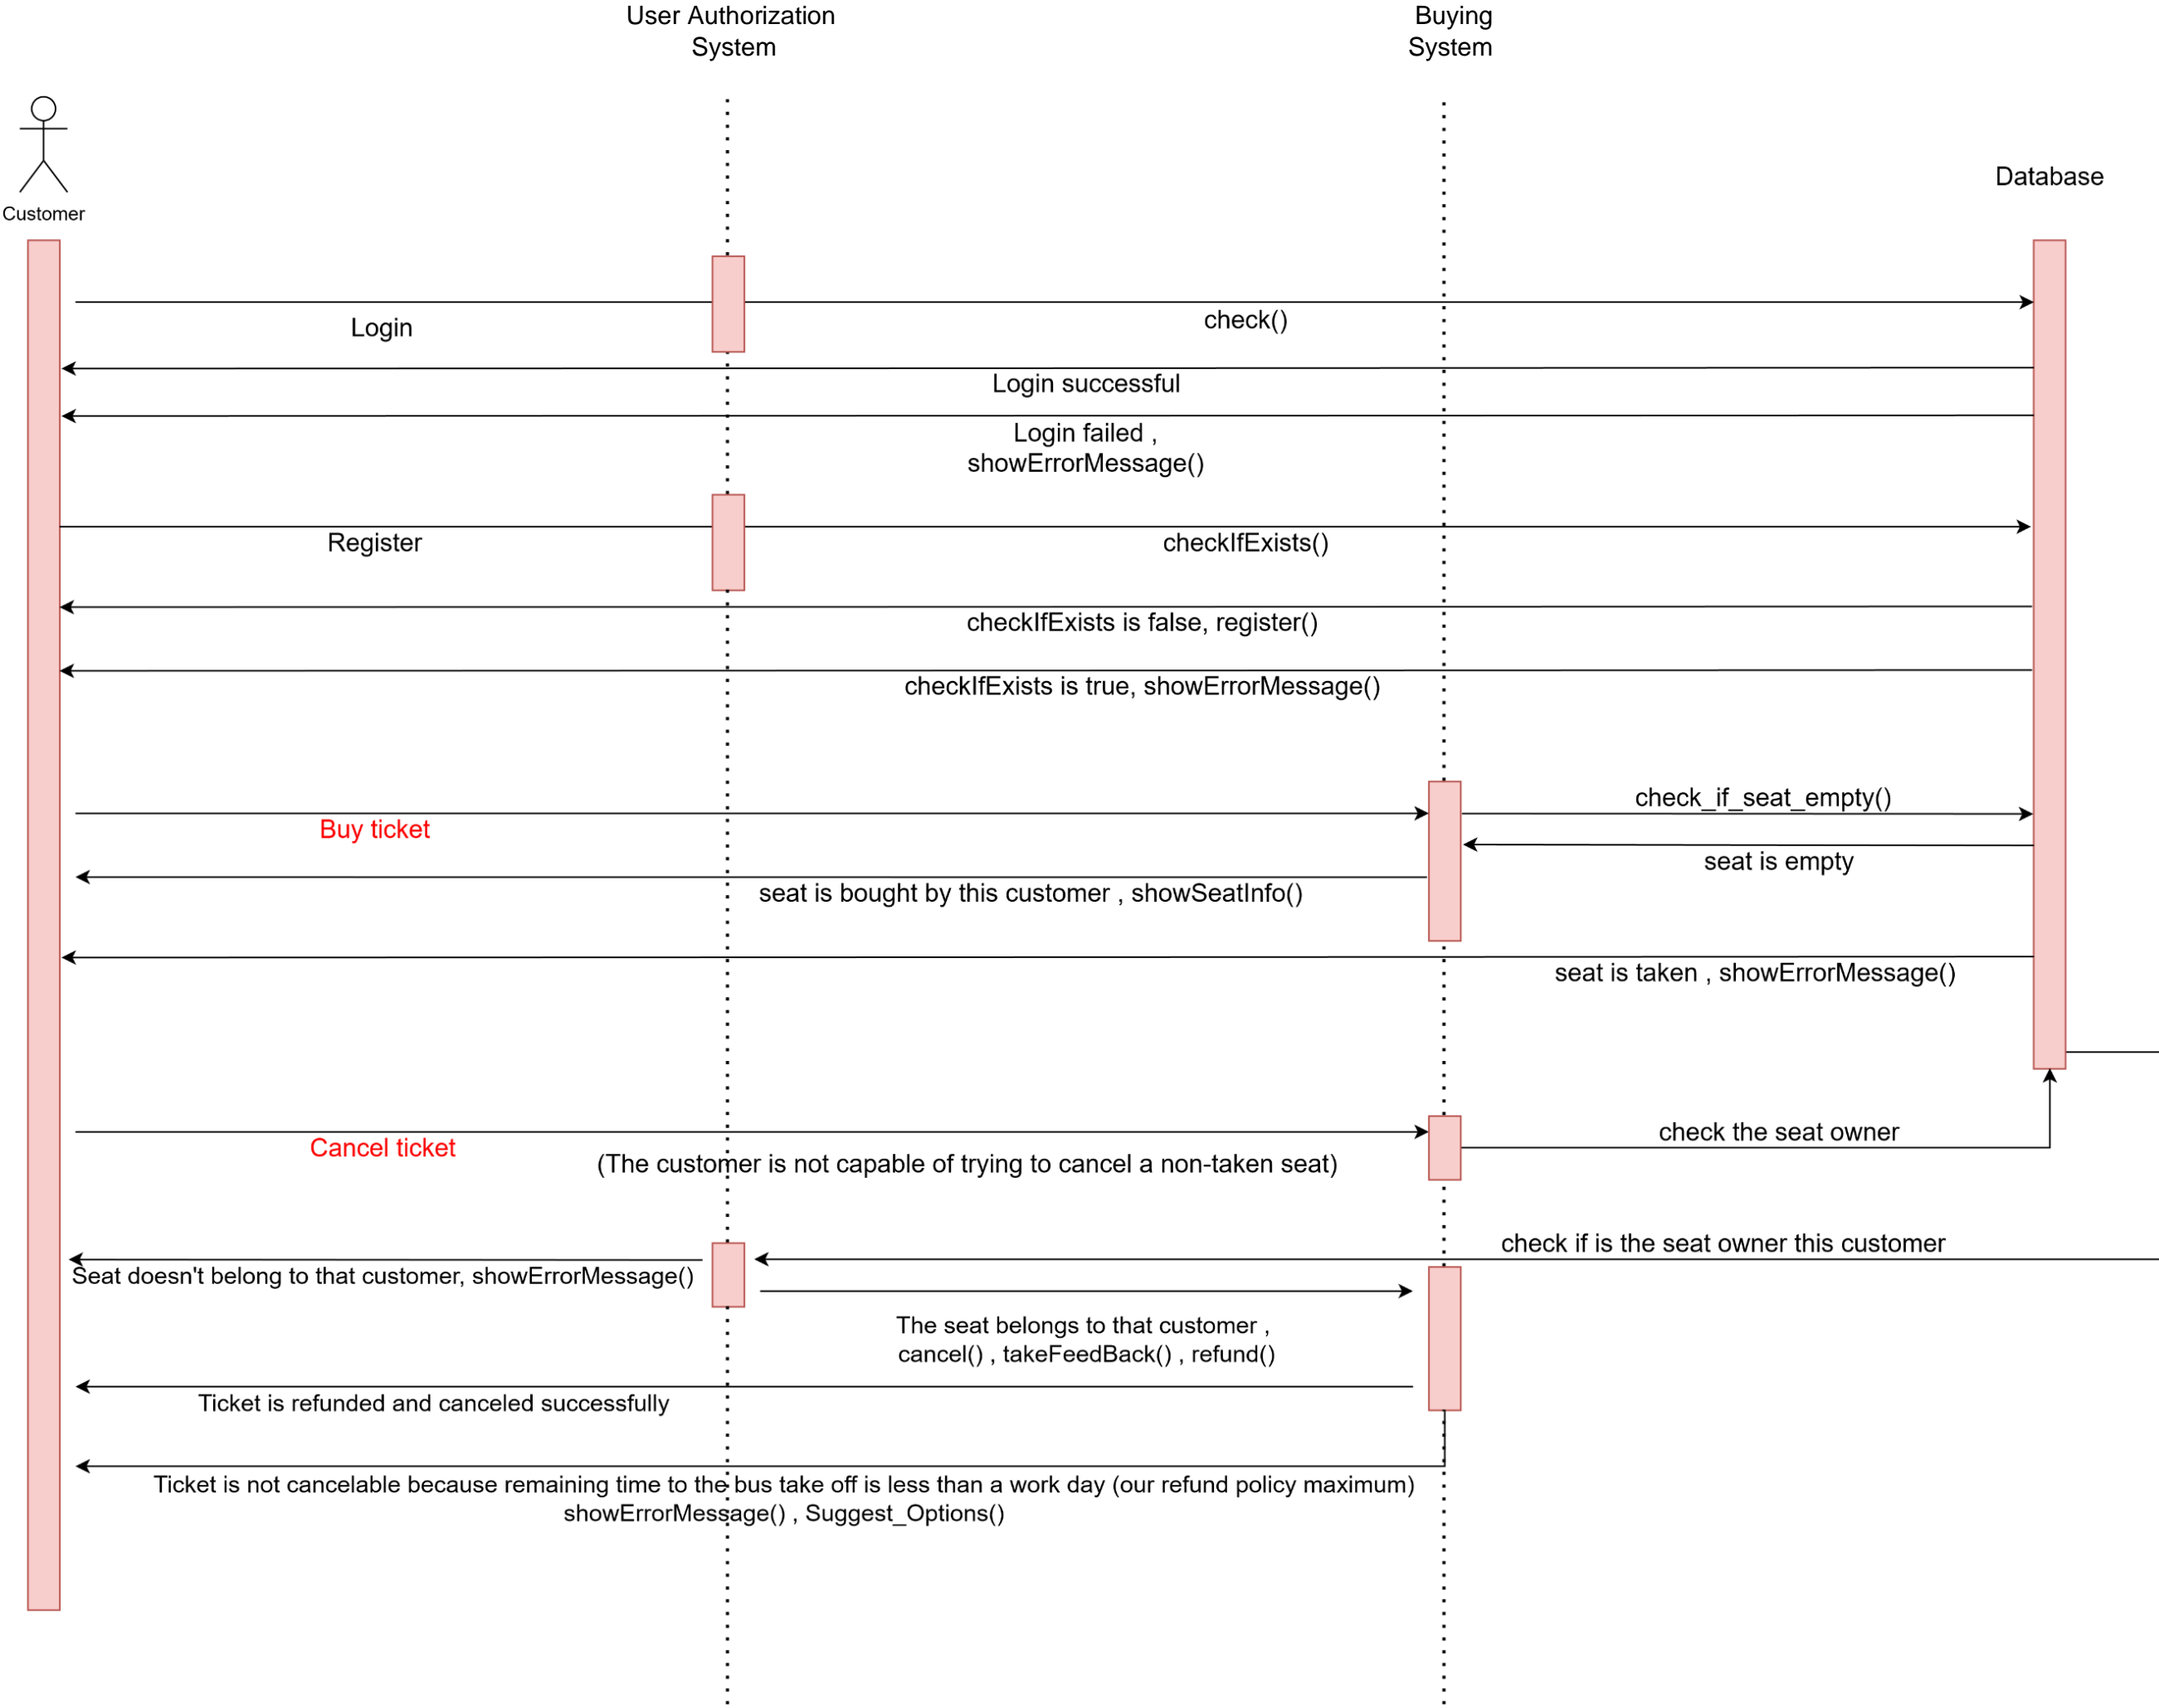 User Authorization
System
Buying
System
Customer
Database
Login
check()
Login successful
Login failed ,
showErrorMessage()
Register
checkIfExists()
checkIfExists is false, register()
checkIfExists is true, showErrorMessage()
Buy ticket
check_if_seat_empty()
seat is empty
seat is bought by this customer , showSeatInfo()
seat is taken , showErrorMessage()
Cancel ticket
check the seat owner
(The customer is not capable of trying to cancel a non-taken seat)
check if is the seat owner this customer
Seat doesn't belong to that customer, showErrorMessage()
The seat belongs to that customer ,
cancel() , takeFeedBack() , refund()
Ticket is refunded and canceled successfully
Ticket is not cancelable because remaining time to the bus take off is less than a work day (our refund policy maximum)
showErrorMessage() , Suggest_Options()